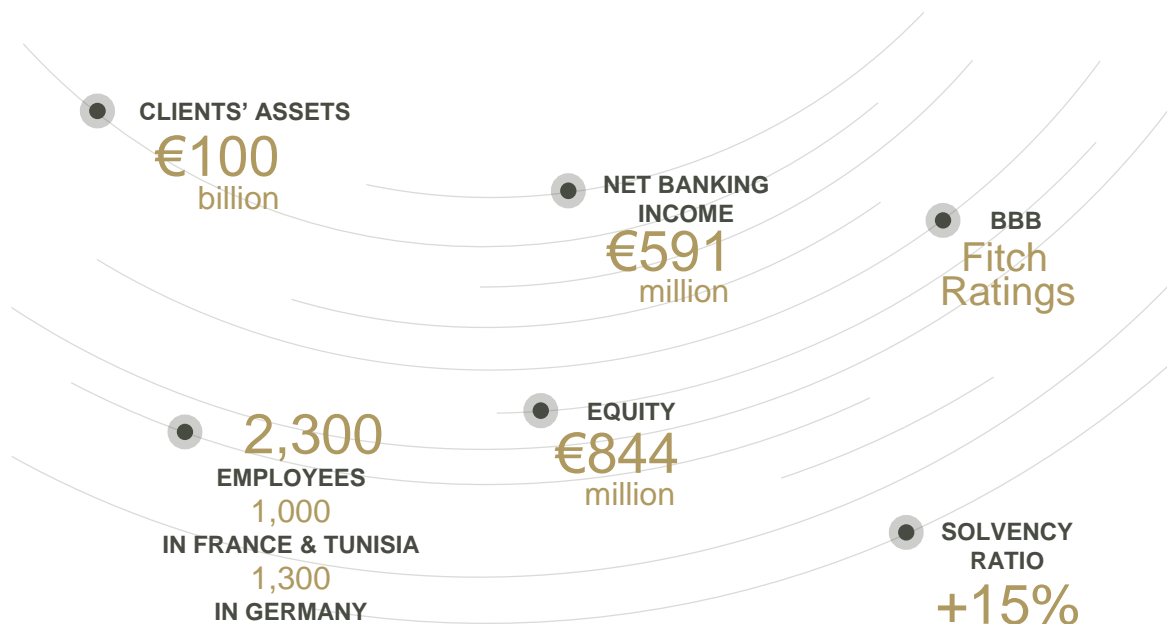 CLIENTS’ ASSETS
€100
billion
NET BANKING
INCOME
€591
million
BBB
Fitch
Ratings
2,300
EMPLOYEES
1,000
IN FRANCE & TUNISIA
1,300
IN GERMANY
EQUITY
€844
million
SOLVENCY
RATIO
+15%